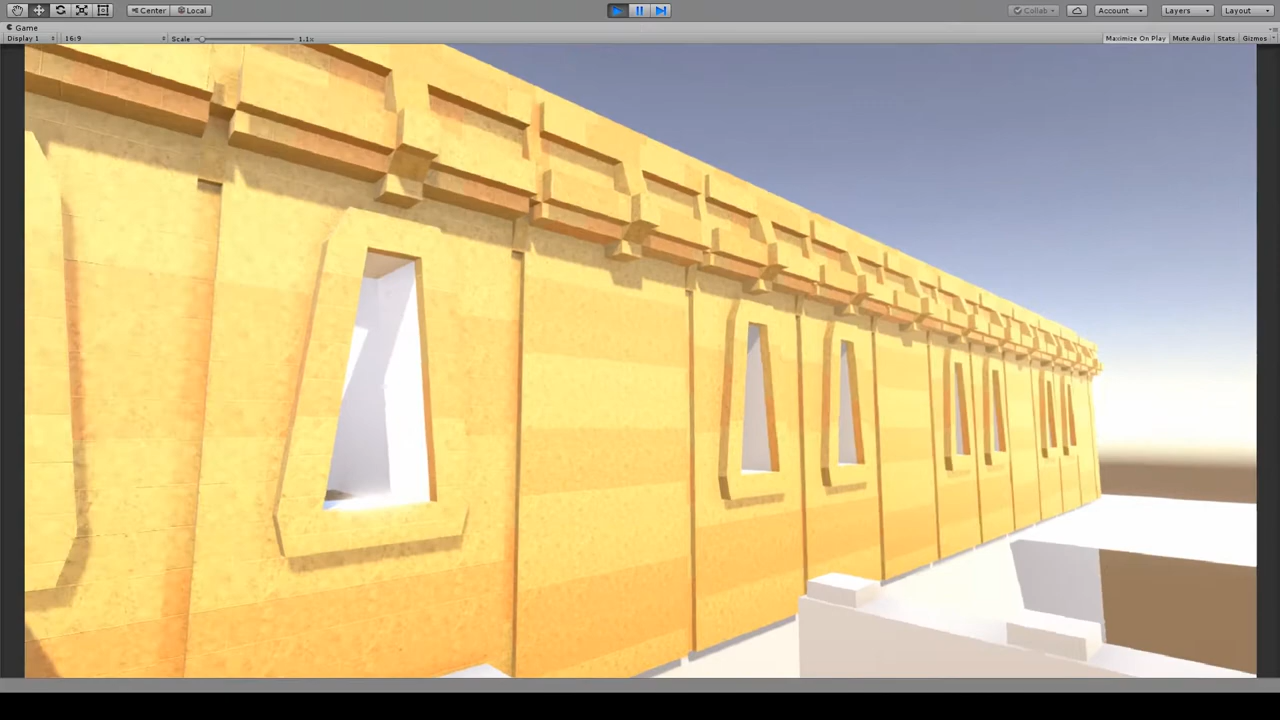 Center Local Collab Account Layers Layout
Game
Display 1 16:9 Scale 1.1x Maximize On Play Mute Audio Stats Gizmos